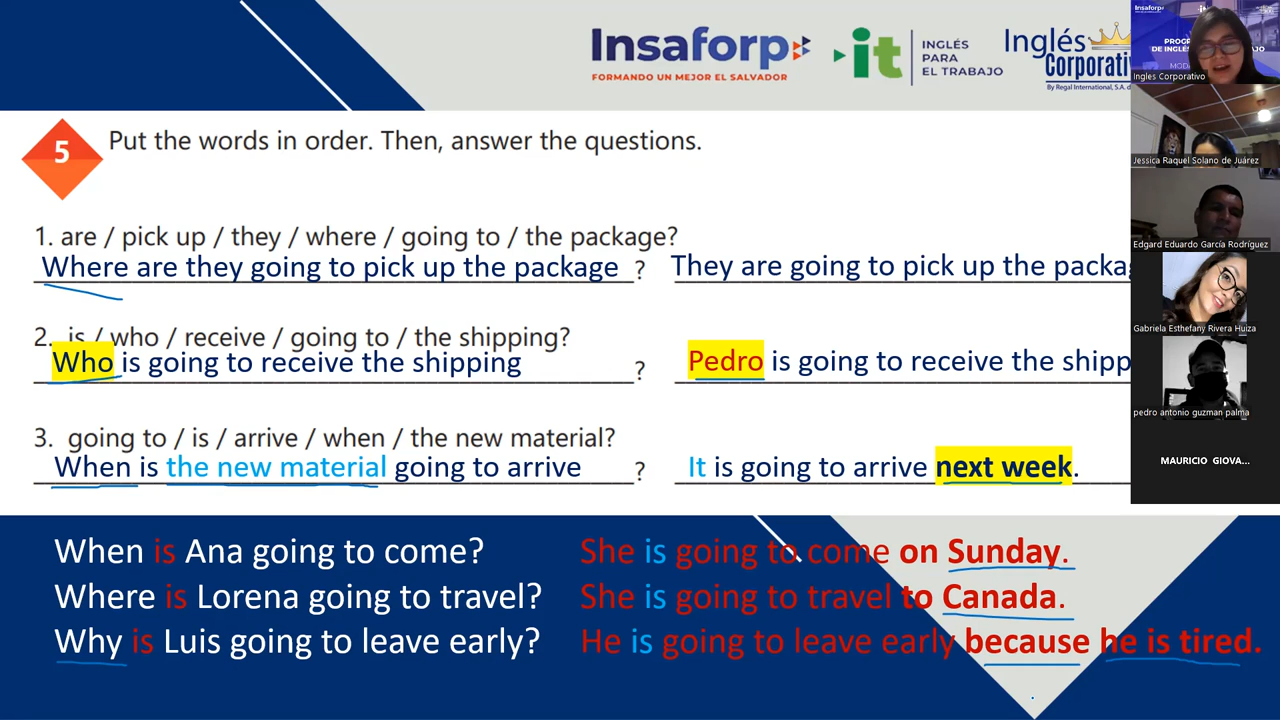 Insaforp
FORMANDO UN MEJOR EL SALVADOR
it
INGLÉS
PARA
EL TRABAJO
Inglés
Corporativ
By Regal International, S.A. d
5
Put the words in order. Then, answer the questions.
1. are / pick up / they / where / going to / the package?
Where are they going to pick up the package ?
They are going to pick up the packa
2. is / who / receive / going to / the shipping?
Who is going to receive the shipping ?
Pedro is going to receive the shipp
3. going to / is / arrive / when / the new material?
When is the new material going to arrive ?
It is going to arrive next week.
When is Ana going to come?
She is going to come on Sunday.
Where is Lorena going to travel?
She is going to travel to Canada.
Why is Luis going to leave early?
He is going to leave early because he is tired.
Insaforp
it
Ingles Corporativo
Jessica Raquel Solano de Juárez
Edgard Eduardo García Rodríguez
Gabriela Esthefany Rivera Huiza
pedro antonio guzman palma
MAURICIO GIOVA...